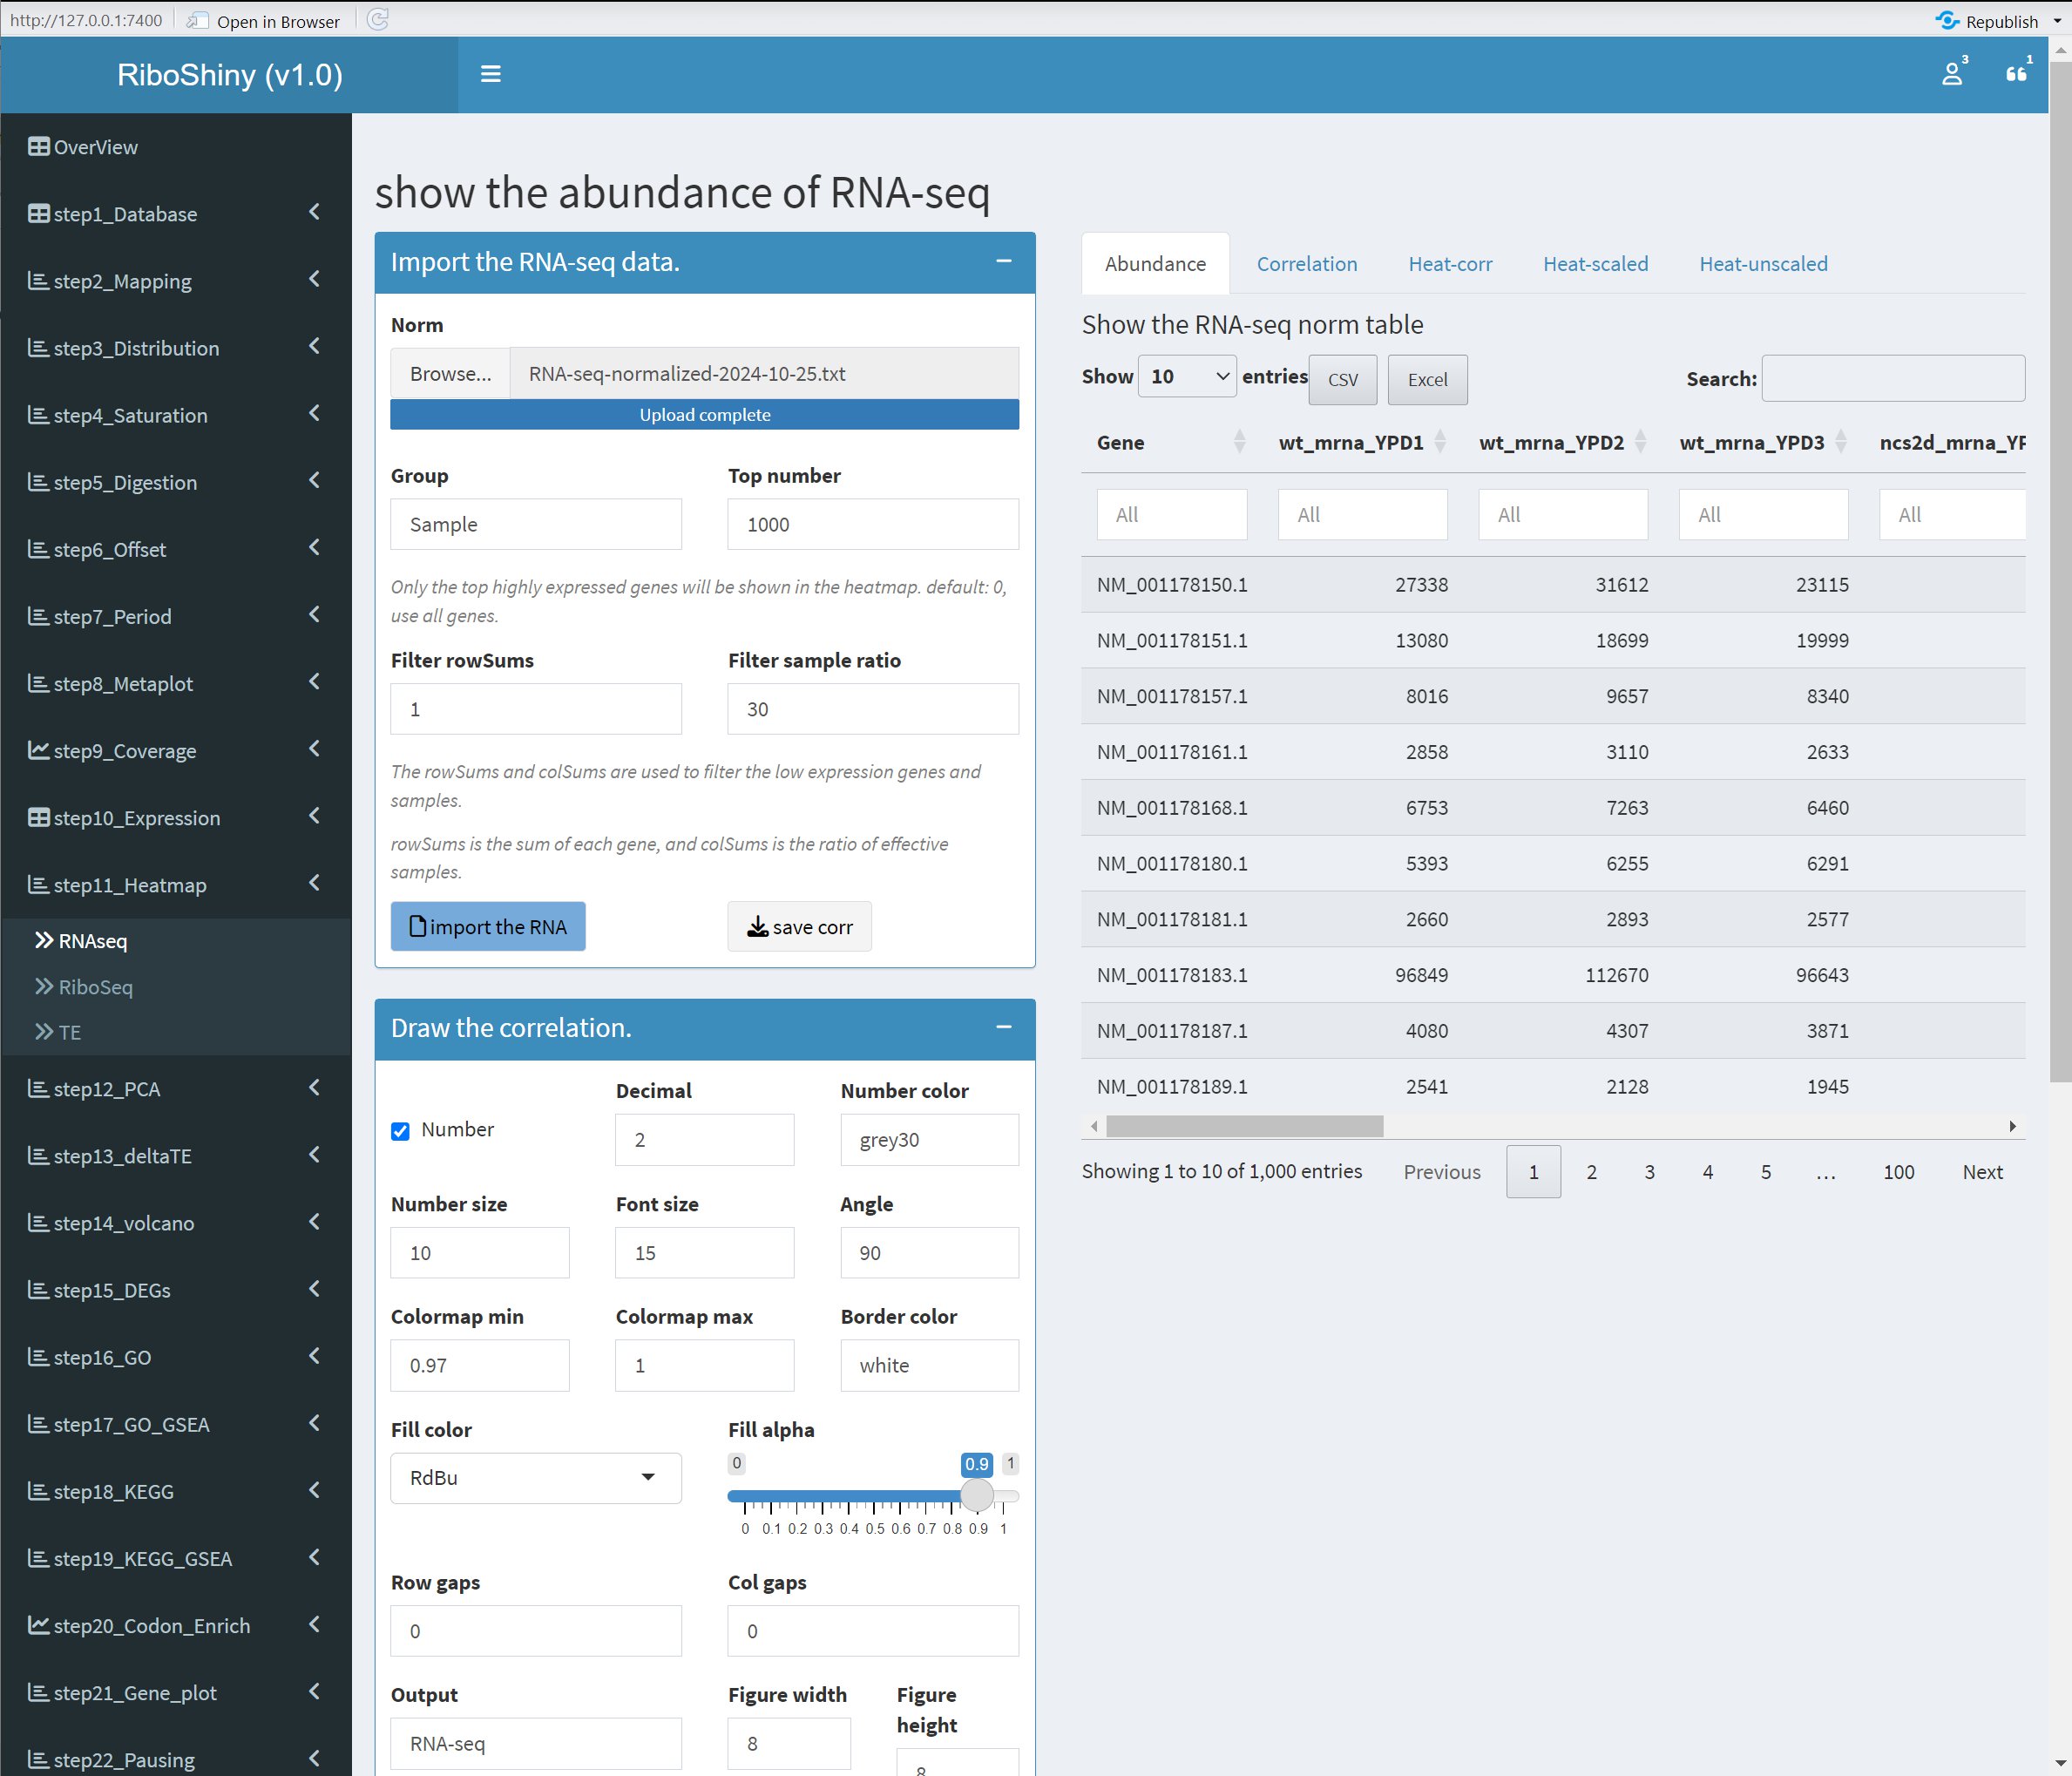 http://127.0.0.1:7400 Open in Browser Republish
RiboShiny (v1.0) 3 1
OverView
step1_Database
step2_Mapping
step3_Distribution
step4_Saturation
step5_Digestion
step6_Offset
step7_Period
step8_Metaplot
step9_Coverage
step10_Expression
step11_Heatmap
RNAseq
RiboSeq
TE
step12_PCA
step13_deltaTE
step14_volcano
step15_DEGs
step16_GO
step17_GO_GSEA
step18_KEGG
step19_KEGG_GSEA
step20_Codon_Enrich
step21_Gene_plot
step22_Pausing
show the abundance of RNA-seq
Import the RNA-seq data.
Norm
Browse... RNA-seq-normalized-2024-10-25.txt
Upload complete
Group Top number
Sample 1000
Only the top highly expressed genes will be shown in the heatmap. default: 0,
use all genes.
Filter rowSums Filter sample ratio
1 30
The rowSums and colSums are used to filter the low expression genes and
samples.
rowSums is the sum of each gene, and colSums is the ratio of effective
samples.
import the RNA save corr
Draw the correlation.
Decimal Number color
Number 2 grey30
Number size Font size Angle
10 15 90
Colormap min Colormap max Border color
0.97 1 white
Fill color Fill alpha
RdBu 0 0.9 1
0 0.1 0.2 0.3 0.4 0.5 0.6 0.7 0.8 0.9 1
Row gaps Col gaps
0 0
Output Figure width Figure
height
RNA-seq 8 8
Abundance Correlation Heat-corr Heat-scaled Heat-unscaled
Show the RNA-seq norm table
Show 10 entries CSV Excel Search:
Gene wt_mrna_YPD1 wt_mrna_YPD2 wt_mrna_YPD3 ncs2d_mrna_YP
All All All All All
NM_001178150.1 27338 31612 23115
NM_001178151.1 13080 18699 19999
NM_001178157.1 8016 9657 8340
NM_001178161.1 2858 3110 2633
NM_001178168.1 6753 7263 6460
NM_001178180.1 5393 6255 6291
NM_001178181.1 2660 2893 2577
NM_001178183.1 96849 112670 96643
NM_001178187.1 4080 4307 3871
NM_001178189.1 2541 2128 1945
Showing 1 to 10 of 1,000 entries Previous 1 2 3 4 5 … 100 Next